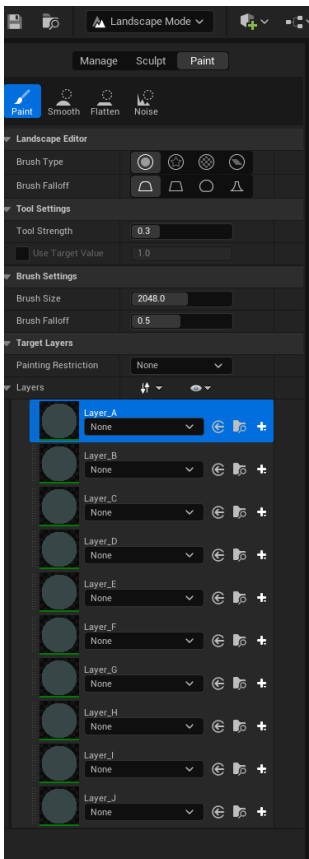 Landscape Mode
Manage Sculpt Paint
Paint Smooth Flatten Noise
Landscape Editor
Brush Type
Brush Falloff
Tool Settings
Tool Strength 0.3
Use Target Value 1.0
Brush Settings
Brush Size 2048.0
Brush Falloff 0.5
Target Layers
Painting Restriction None
Layers
Layer_A
None
Layer_B
None
Layer_C
None
Layer_D
None
Layer_E
None
Layer_F
None
Layer_G
None
Layer_H
None
Layer_I
None
Layer_J
None